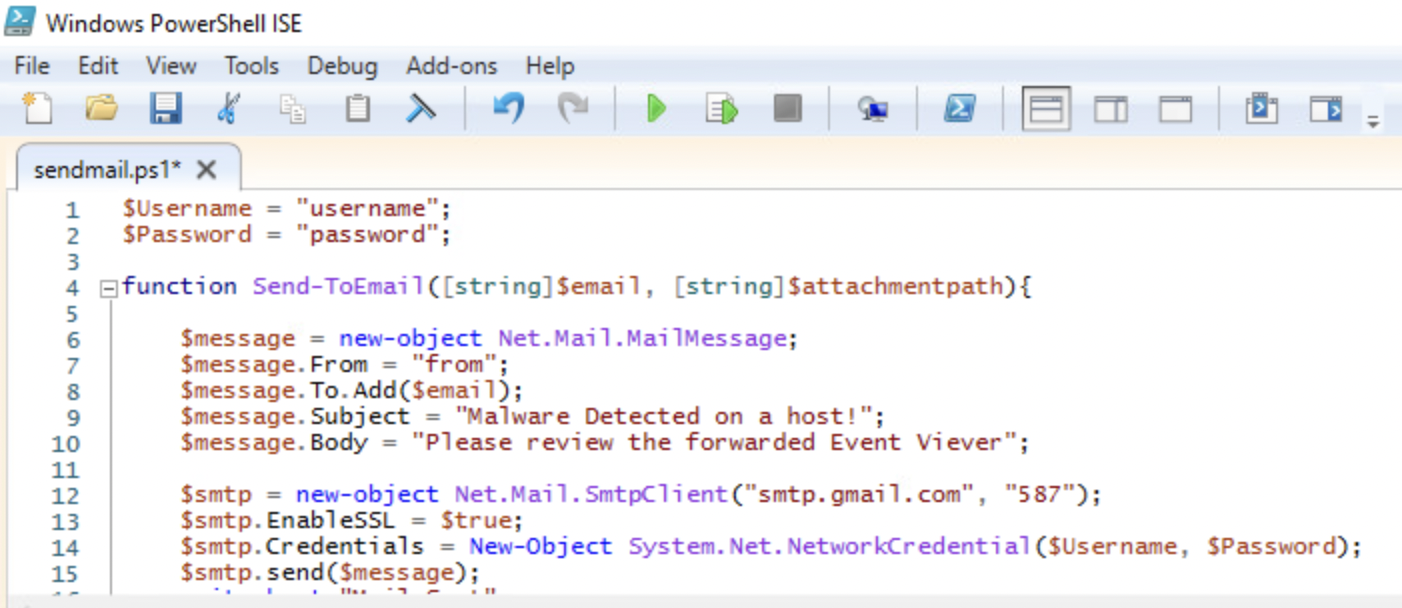 Windows PowerShell ISE
File Edit View Tools Debug Add-ons Help
sendmail.ps1*
1 $Username = "username";
2 $Password = "password";
3
4 function Send-ToEmail([string]$email, [string]$attachmentpath){
5
6 $message = new-object Net.Mail.MailMessage;
7 $message.From = "from";
8 $message.To.Add($email);
9 $message.Subject = "Malware Detected on a host!";
10 $message.Body = "Please review the forwarded Event Viever";
11
12 $smtp = new-object Net.Mail.SmtpClient("smtp.gmail.com", "587");
13 $smtp.EnableSSL = $true;
14 $smtp.Credentials = New-Object System.Net.NetworkCredential($Username, $Password);
15 $smtp.send($message);